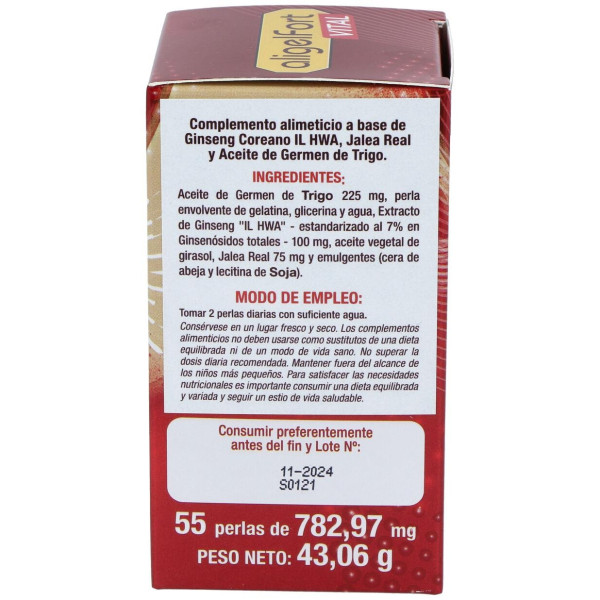 aligelFort
VITAL
Complemento alimeticio a base de
Ginseng Coreano IL HWA, Jalea Real
y Aceite de Germen de Trigo.
INGREDIENTES:
Aceite de Germen de Trigo 225 mg, perla
envolvente de gelatina, glicerina y agua, Extracto
de Ginseng "IL HWA" - estandarizado al 7% en
Ginsenósidos totales - 100 mg, aceite vegetal de
girasol, Jalea Real 75 mg y emulgentes (cera de
abeja y lecitina de Soja).
MODO DE EMPLEO:
Tomar 2 perlas diarias con suficiente agua.
Consérvese en un lugar fresco y seco. Los complementos
alimenticios no deben usarse como sustitutos de una dieta
equilibrada ni de un modo de vida sano. No superar la
dosis diaria recomendada. Mantener fuera del alcance de
los niños más pequeños. Para satisfacer las necesidades
nutricionales es importante consumir una dieta equilibrada
y variada y seguir un estio de vida saludable.
Consumir preferentemente
antes del fin y Lote Nº:
11-2024
S0121
55 perlas de 782,97 mg
PESO NETO: 43,06 g